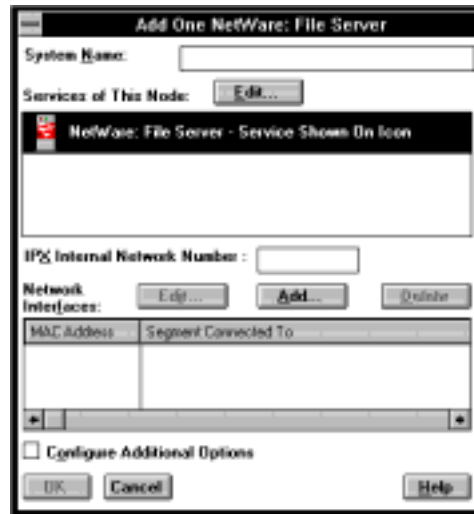 Add One NetWare: File Server
System Name:
Services of This Node: Edit...
NetWare: File Server - Service Shown On Icon
IPX Internal Network Number :
Network Interfaces: Edit... Add... Delete
MAC Address Segment Connected To
Configure Additional Options
OK Cancel Help